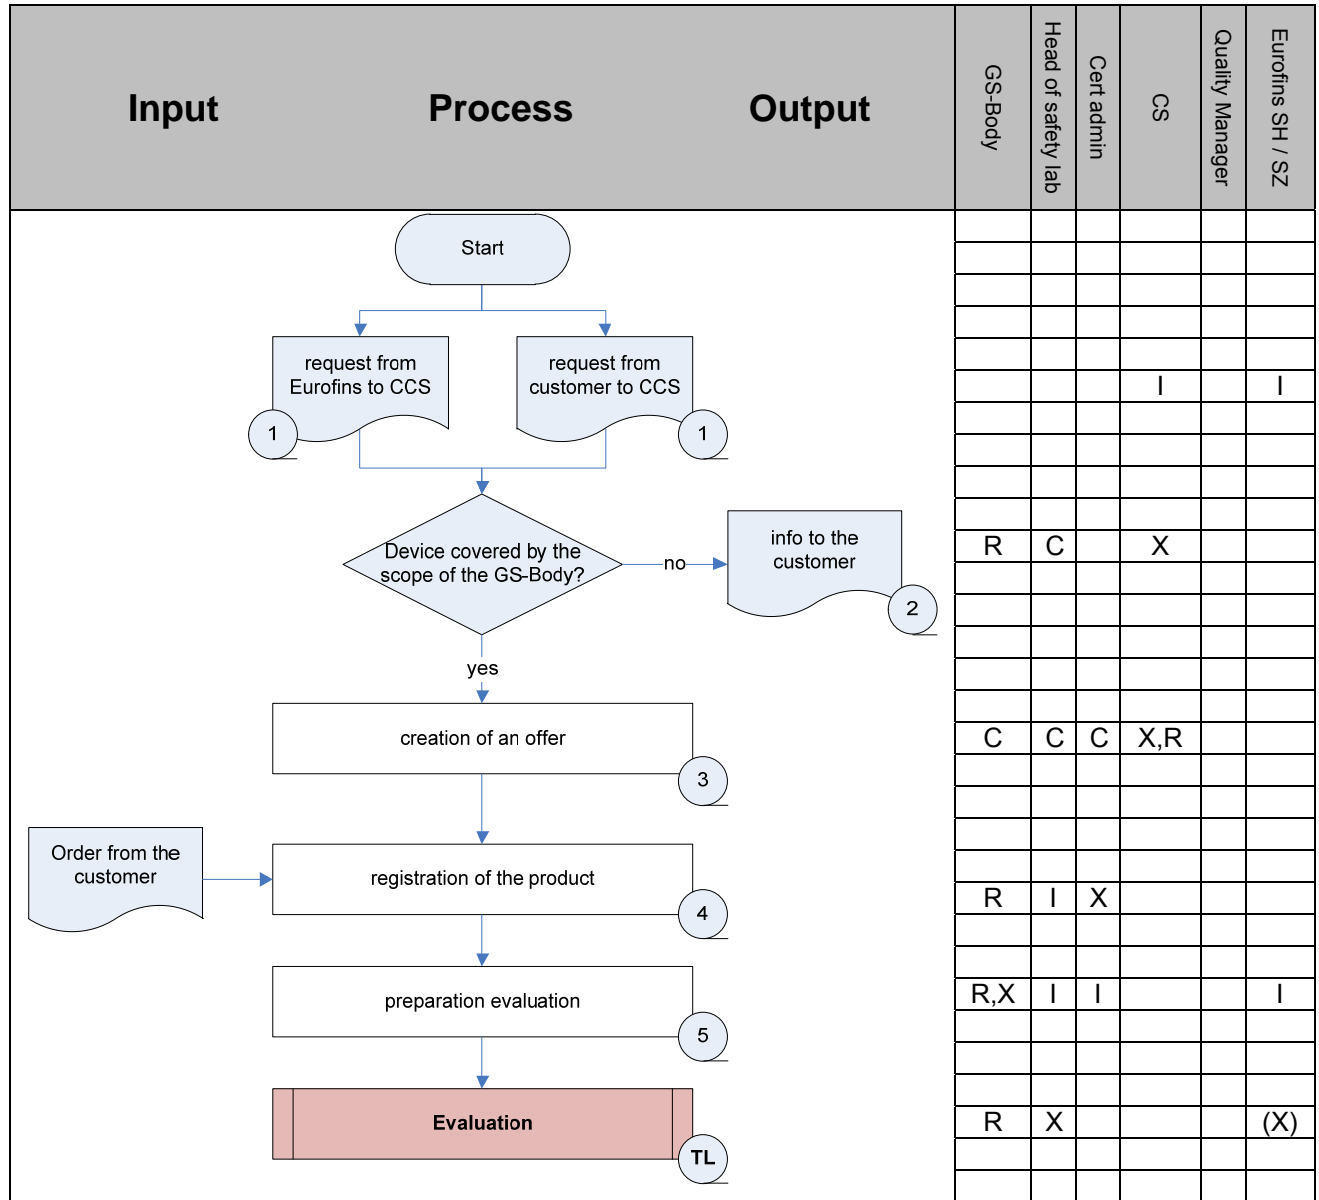 Input Process Output GS-Body Head of safety lab Cert admin CS Quality Manager Eurofins SH / SZ
Start
request from
Eurofins to CCS
1
request from
customer to CCS
1
I I
Device covered by the
scope of the GS-Body?
no
info to the
customer
2
R C X
yes
creation of an offer
3
C C C X,R
Order from the
customer
registration of the product
4
R I X
preparation evaluation
5
R,X I I I
Evaluation
TL
R X (X)